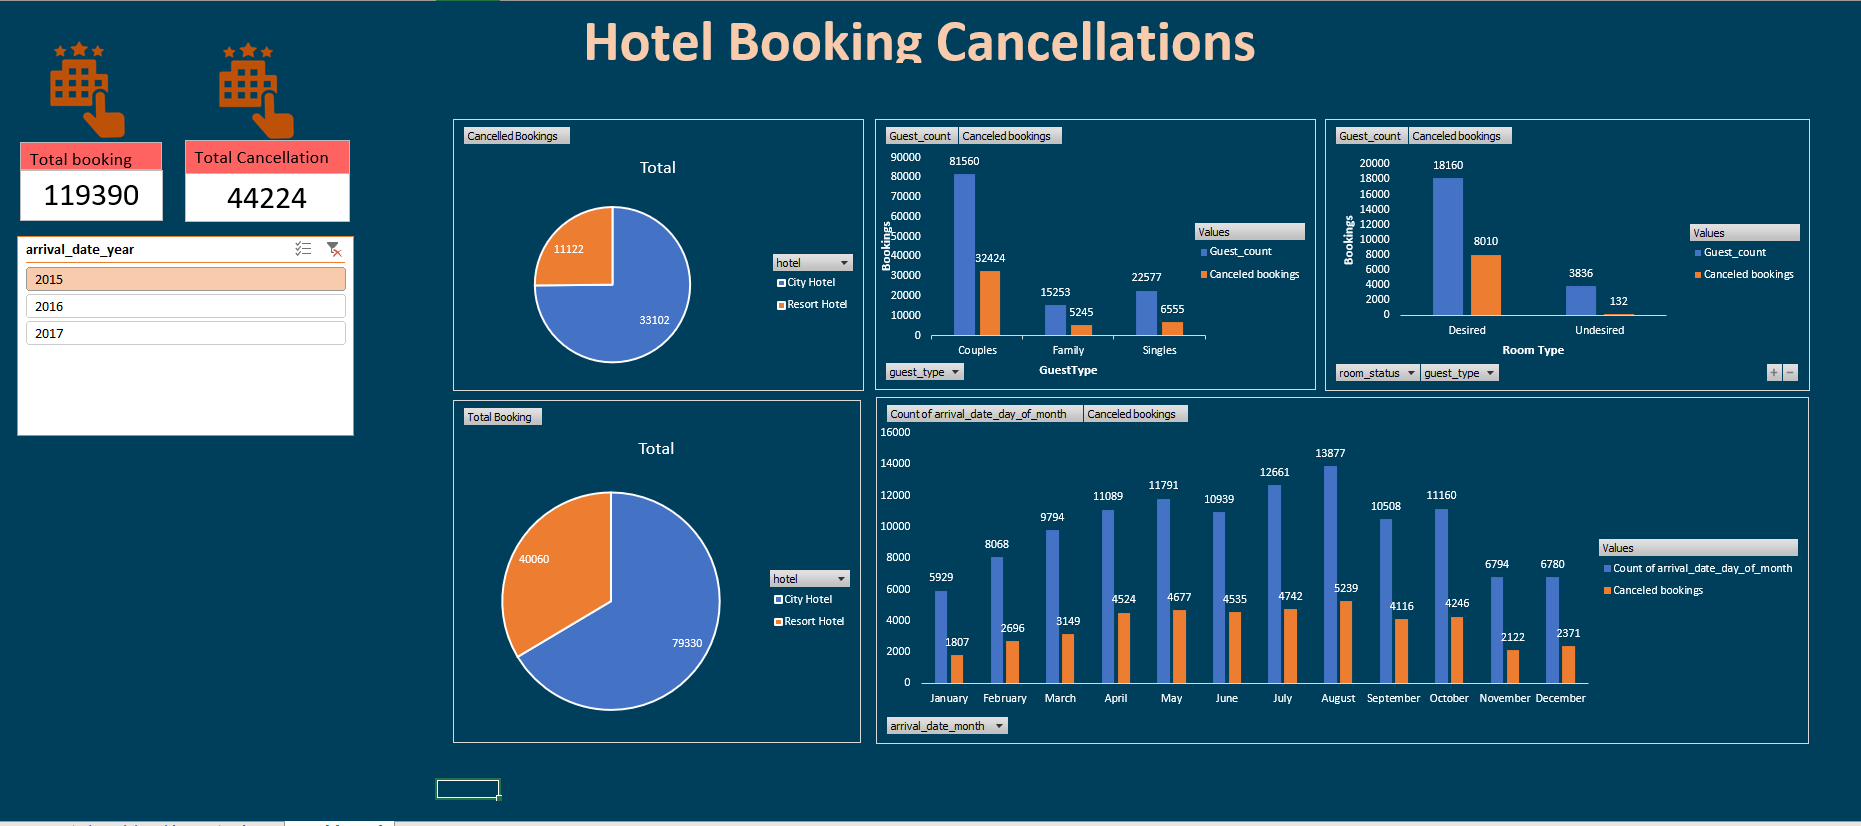 Hotel Booking Cancellations
Total booking
119390
Total Cancellation
44224
arrival_date_year
2015
2016
2017
Cancelled Bookings
Total
11122
33102
hotel
City Hotel
Resort Hotel
Guest_count
Canceled bookings
90000
80000
70000
60000
50000
40000
30000
20000
10000
0
Bookings
81560
32424
15253
5245
22577
6555
Couples
Family
Singles
GuestType
Values
Guest_count
Canceled bookings
guest_type
Guest_count
Canceled bookings
20000
18000
16000
14000
12000
10000
8000
6000
4000
2000
0
Bookings
18160
8010
3836
132
Desired
Undesired
Room Type
Values
Guest_count
Canceled bookings
room_status
guest_type
Total Booking
Total
40060
79330
hotel
City Hotel
Resort Hotel
Count of arrival_date_day_of_month
Canceled bookings
16000
14000
12000
10000
8000
6000
4000
2000
0
5929
1807
8068
2696
9794
3149
11089
4524
11791
4677
10939
4535
12661
4742
13877
5239
10508
4116
11160
4246
6794
2122
6780
2371
January
February
March
April
May
June
July
August
September
October
November
December
Values
Count of arrival_date_day_of_month
Canceled bookings
arrival_date_month